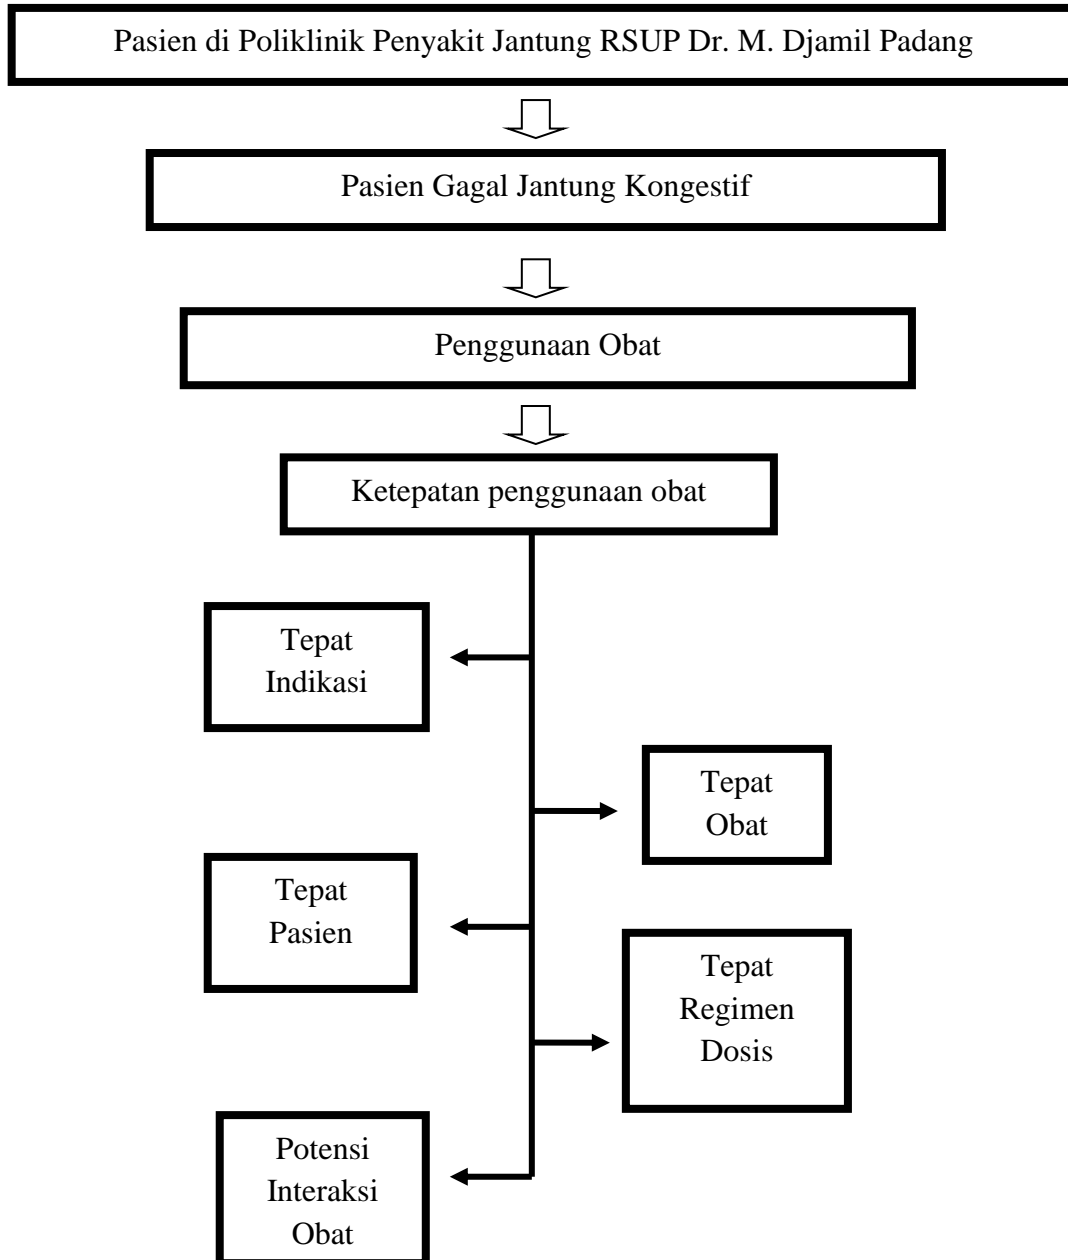 Pasien di Poliklinik Penyakit Jantung RSUP Dr. M. Djamil Padang
Pasien Gagal Jantung Kongestif
Penggunaan Obat
Ketepatan penggunaan obat
Tepat
Indikasi
Tepat
Obat
Tepat
Pasien
Tepat
Regimen
Dosis
Potensi
Interaksi
Obat